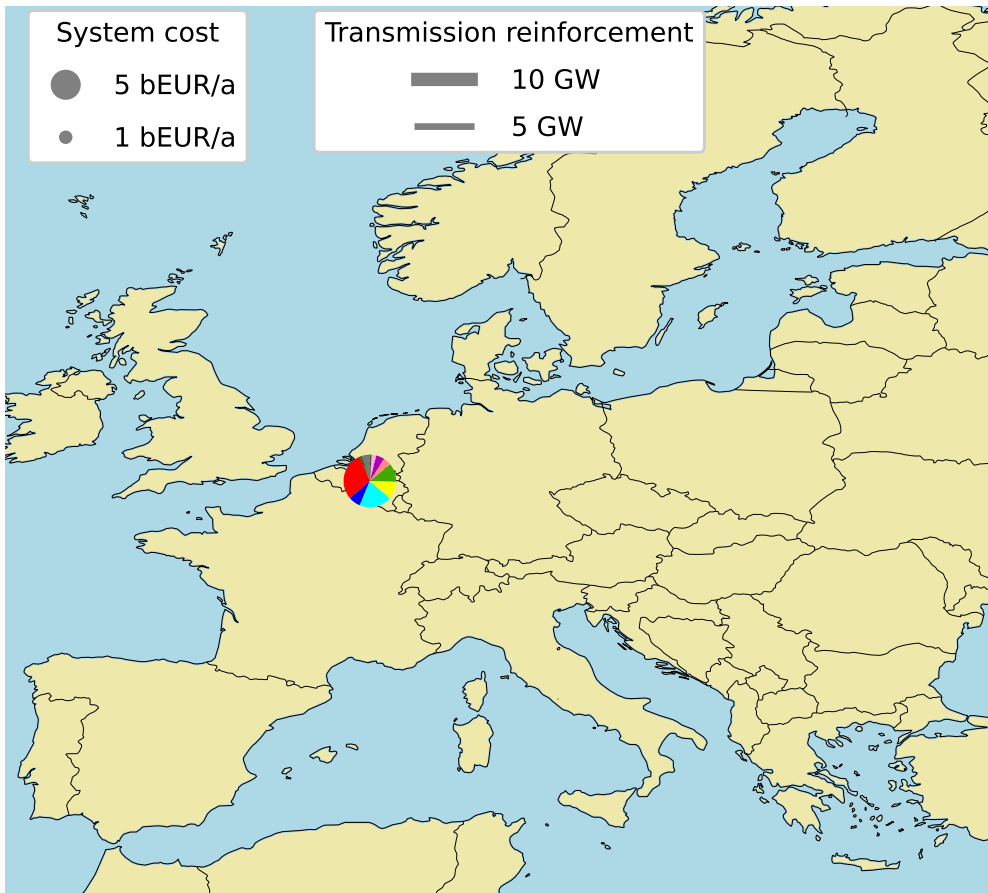 System cost
5 bEUR/a
1 bEUR/a
Transmission reinforcement
10 GW
5 GW